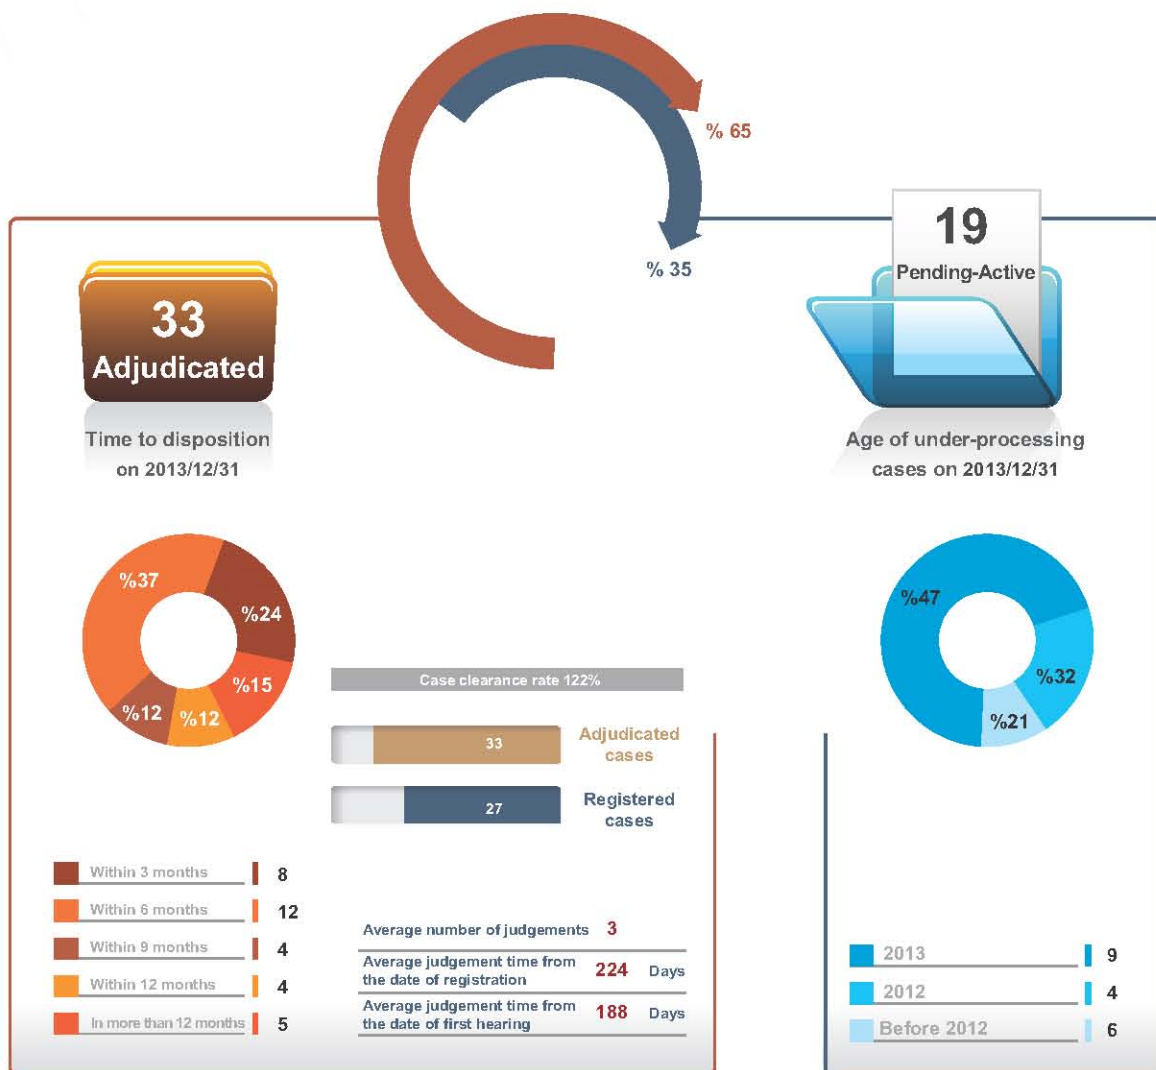 % 65
% 35
33
Adjudicated
Time to disposition
on 2013/12/31
19
Pending-Active
Age of under-processing
cases on 2013/12/31
%37
%24
%15
%12
%12
%47
%32
%21
Case clearance rate 122%
33
Adjudicated
cases
27
Registered
cases
Within 3 months 8
Within 6 months 12
Within 9 months 4
Within 12 months 4
In more than 12 months 5
Average number of judgements 3
Average judgement time from
the date of registration 224 Days
Average judgement time from
the date of first hearing 188 Days
2013 9
2012 4
Before 2012 6